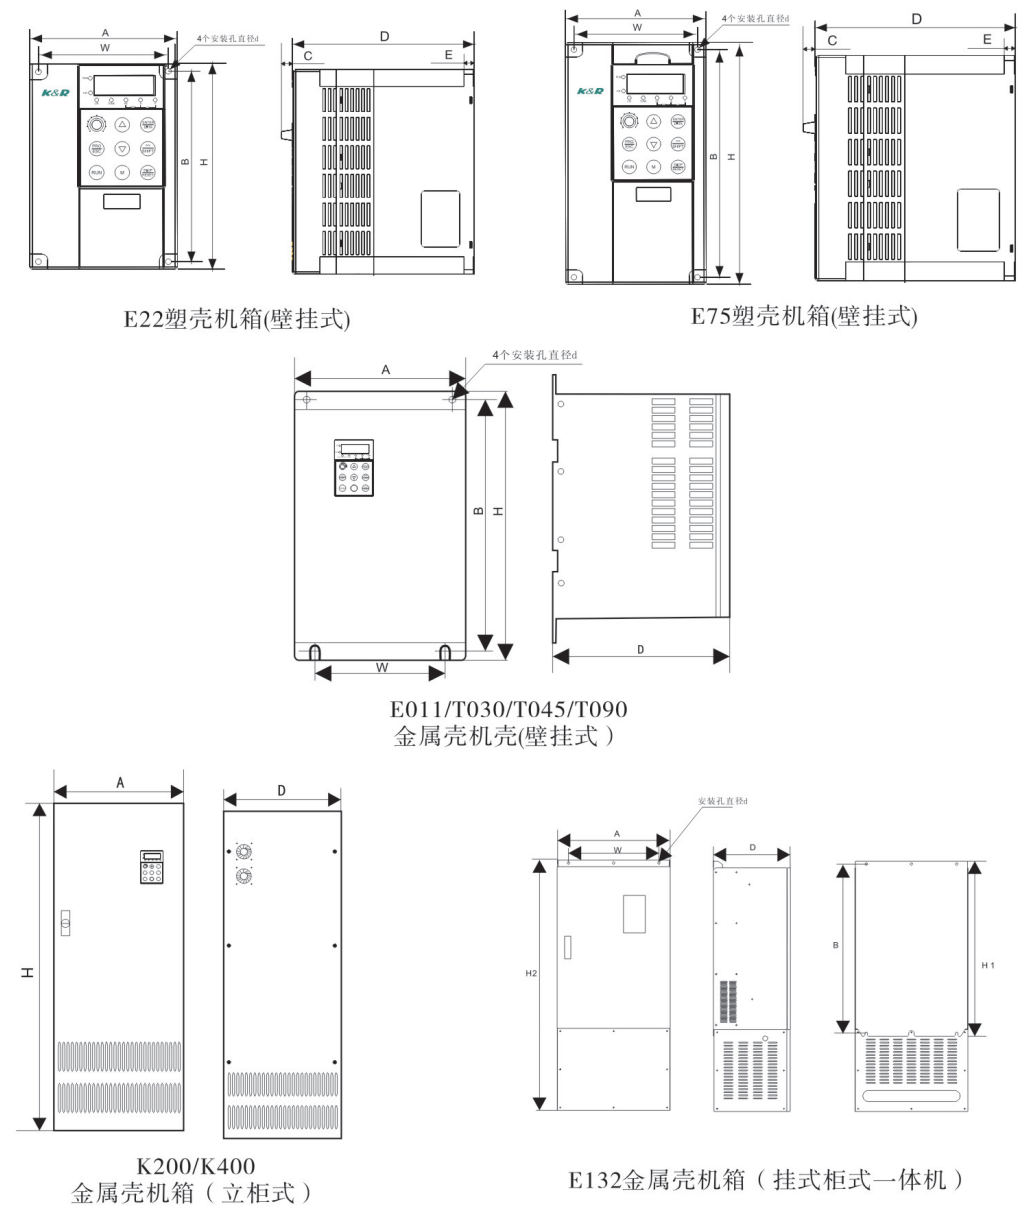 A
W
4个安装孔直径d
K&R
RUN
M
B
H
D
C
E
E22塑壳机箱(壁挂式)
A
W
4个安装孔直径d
K&R
RUN
M
B
H
D
C
E
E75塑壳机箱(壁挂式)
4个安装孔直径d
A
B
H
W
D
E011/T030/T045/T090
金属壳机壳(壁挂式）
A
H
D
K200/K400
金属壳机箱（立柜式）
安装孔直径d
A
W
H2
D
B
H1
E132金属壳机箱（挂式柜式一体机）